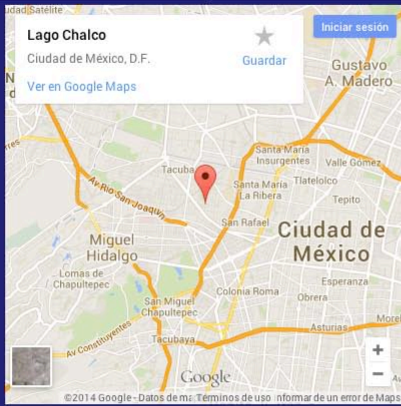 Ciudad Satélite
Lago Chalco
Ciudad de México, D.F.
Ver en Google Maps
Guardar
Iniciar sesión
Gustavo
A. Madero
Santa María
Insurgentes
Valle Gómez
Tacuba
Santa María
La Ribera
Tlatelolco
Tepito
Av Río San Joaquín
San Rafael
Ciudad de
México
Miguel
Hidalgo
Lomas de
Chapultepec
Esperanza
Colonia Roma
Obrera
San Miguel
Chapultepec
Asturias
More
Av Constituyentes
Tacubaya
+
−
Google
©2014 Google - Datos de ma Términos de uso nformar de un error de Maps